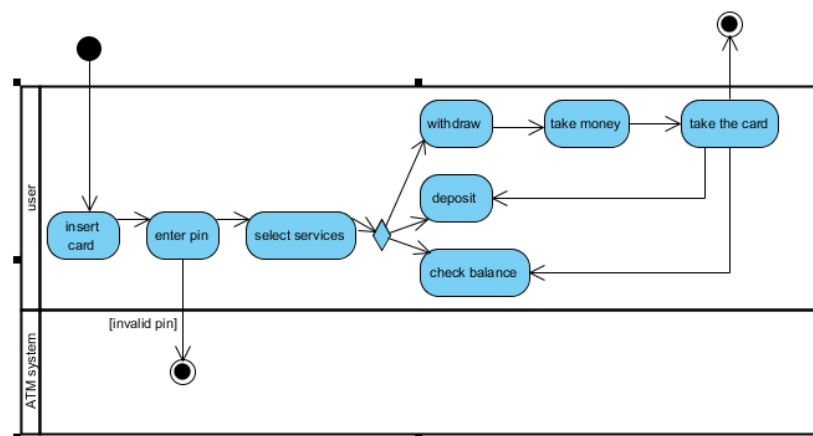 user
insert
card
enter pin
select services
withdraw
take money
take the card
deposit
check balance
ATM system
[invalid pin]